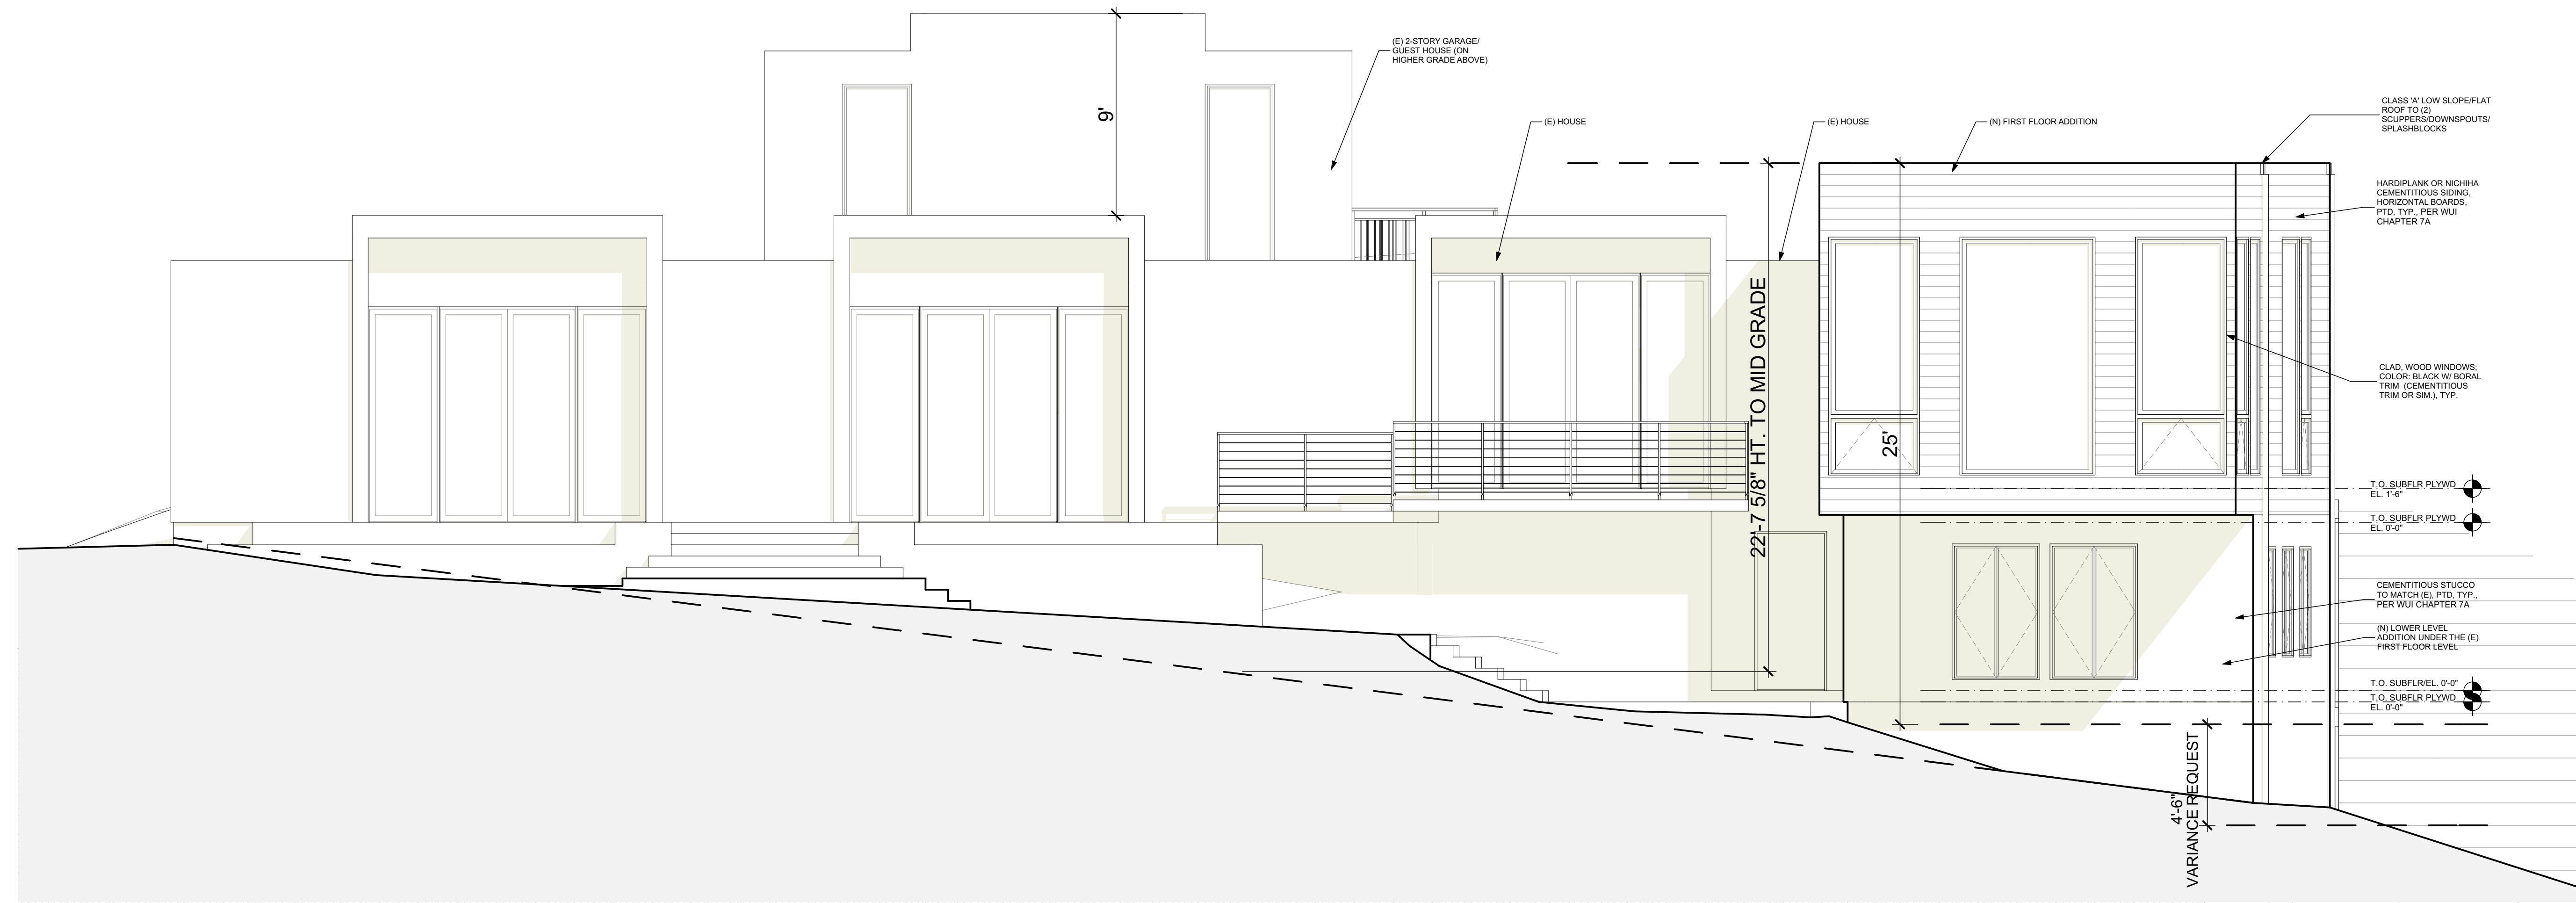 (E) 2-STORY GARAGE/
GUEST HOUSE (ON
HIGHER GRADE ABOVE)
9'
(E) HOUSE
(E) HOUSE
(N) FIRST FLOOR ADDITION
CLASS 'A' LOW SLOPE/FLAT
ROOF TO (2)
SCUPPERS/DOWNSPOUTS/
SPLASHBLOCKS
HARDIPLANK OR NICHIHA
CEMENTITIOUS SIDING,
HORIZONTAL BOARDS,
PTD, TYP., PER WUI
CHAPTER 7A
22'-7 5/8" HT. TO MID GRADE
25'
CLAD, WOOD WINDOWS;
COLOR: BLACK W/ BORAL
TRIM (CEMENTITIOUS
TRIM OR SIM.), TYP.
T.O. SUBFLR PLYWD
EL. 1'-6"
T.O. SUBFLR PLYWD
EL. 0'-0"
CEMENTITIOUS STUCCO
TO MATCH (E), PTD, TYP.,
PER WUI CHAPTER 7A
(N) LOWER LEVEL
ADDITION UNDER THE (E)
FIRST FLOOR LEVEL
T.O. SUBFLR/EL. 0'-0"
T.O. SUBFLR PLYWD
EL. 0'-0"
4'-6"
VARIANCE REQUEST